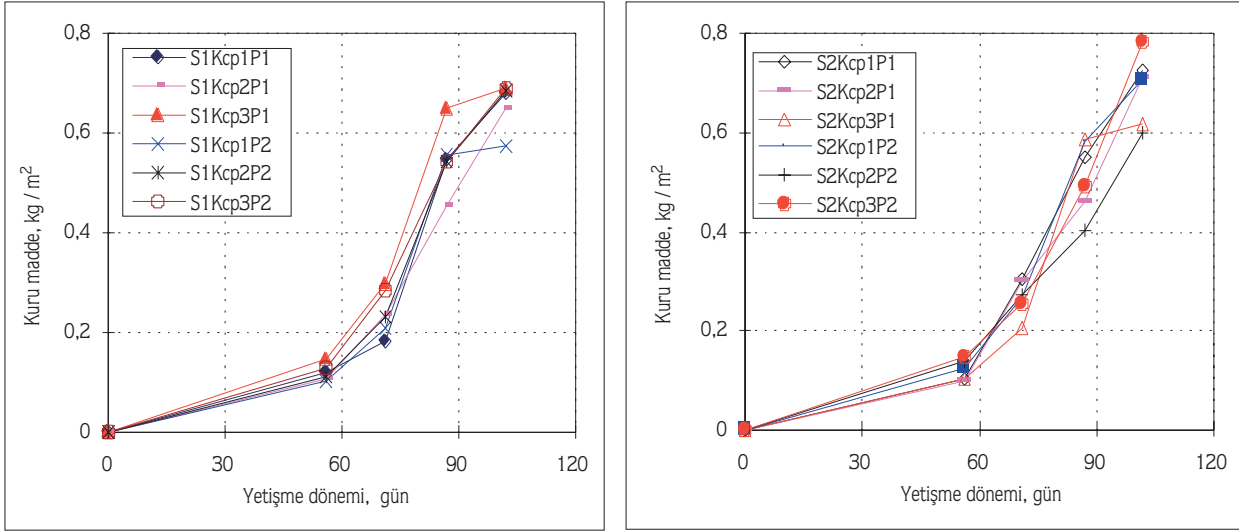 0,8
0,6
0,4
0,2
0
Kuru madde, kg / m²
S1Kcp1P1
S1Kcp2P1
S1Kcp3P1
S1Kcp1P2
S1Kcp2P2
S1Kcp3P2
0 30 60 90 120
Yetişme dönemi, gün
0,8
0,6
0,4
0,2
0
Kuru madde, kg / m²
S2Kcp1P1
S2Kcp2P1
S2Kcp3P1
S2Kcp1P2
S2Kcp2P2
S2Kcp3P2
0 30 60 90 120
Yetişme dönemi, gün